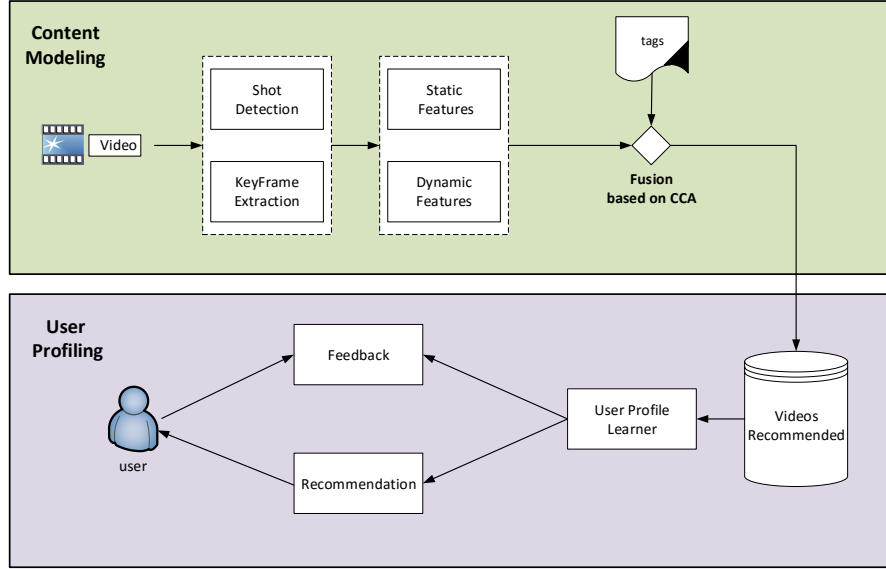 Content
Modeling
tags
Shot
Detection
Static
Features
Video
KeyFrame
Extraction
Dynamic
Features
Fusion
based on CCA
User
Profiling
Feedback
User Profile
Learner
Videos
Recommended
user
Recommendation